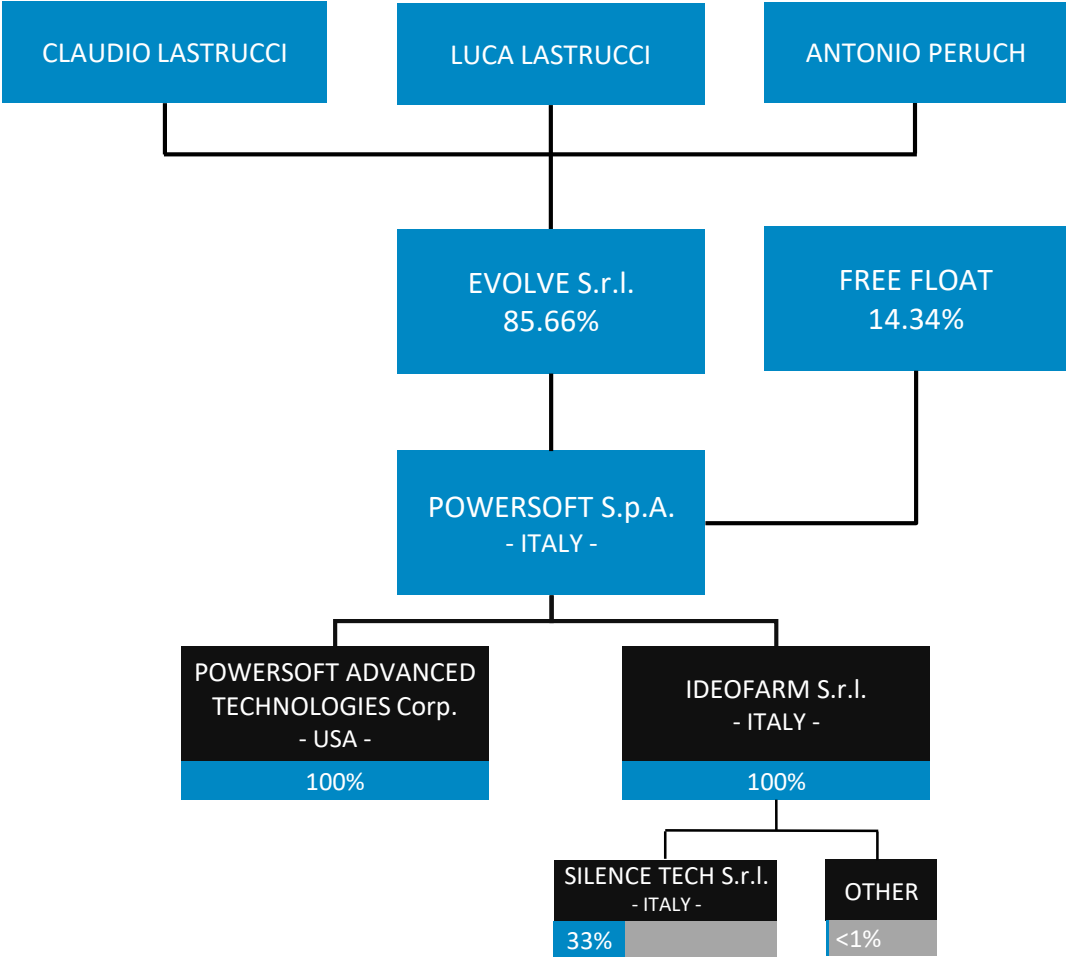 CLAUDIO LASTRUCCI
LUCA LASTRUCCI
ANTONIO PERUCH
EVOLVE S.r.l.
85.66%
FREE FLOAT
14.34%
POWERSOFT S.p.A.
- ITALY -
POWERSOFT ADVANCED
TECHNOLOGIES Corp.
- USA -
100%
IDEOFARM S.r.l.
- ITALY -
100%
SILENCE TECH S.r.l.
- ITALY -
33%
OTHER
<1%